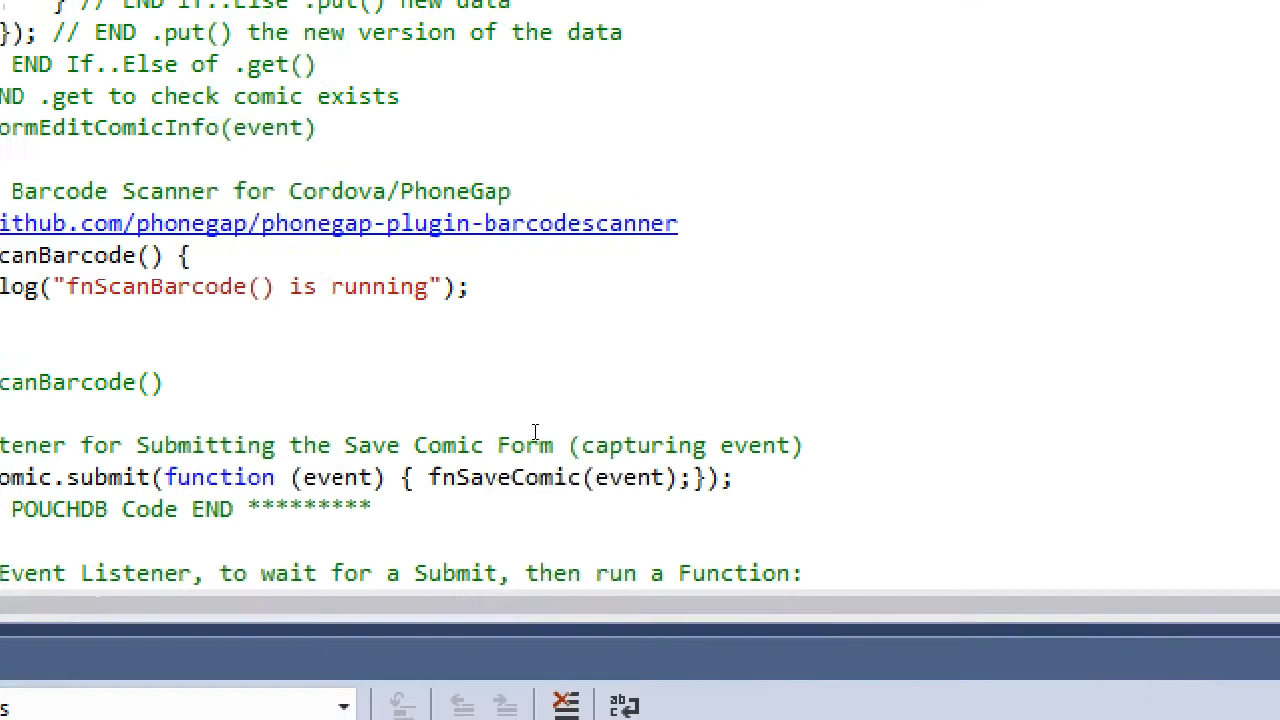 } // END If..Else .put() new data
}); // END .put() the new version of the data
END If..Else of .get()
ND .get to check comic exists
ormEditComicInfo(event)
Barcode Scanner for Cordova/PhoneGap
ithub.com/phonegap/phonegap-plugin-barcodescanner
canBarcode() {
log("fnScanBarcode() is running");
canBarcode()
tener for Submitting the Save Comic Form (capturing event)
omic.submit(function (event) { fnSaveComic(event);});
POUCHDB Code END *********
Event Listener, to wait for a Submit, then run a Function:
s